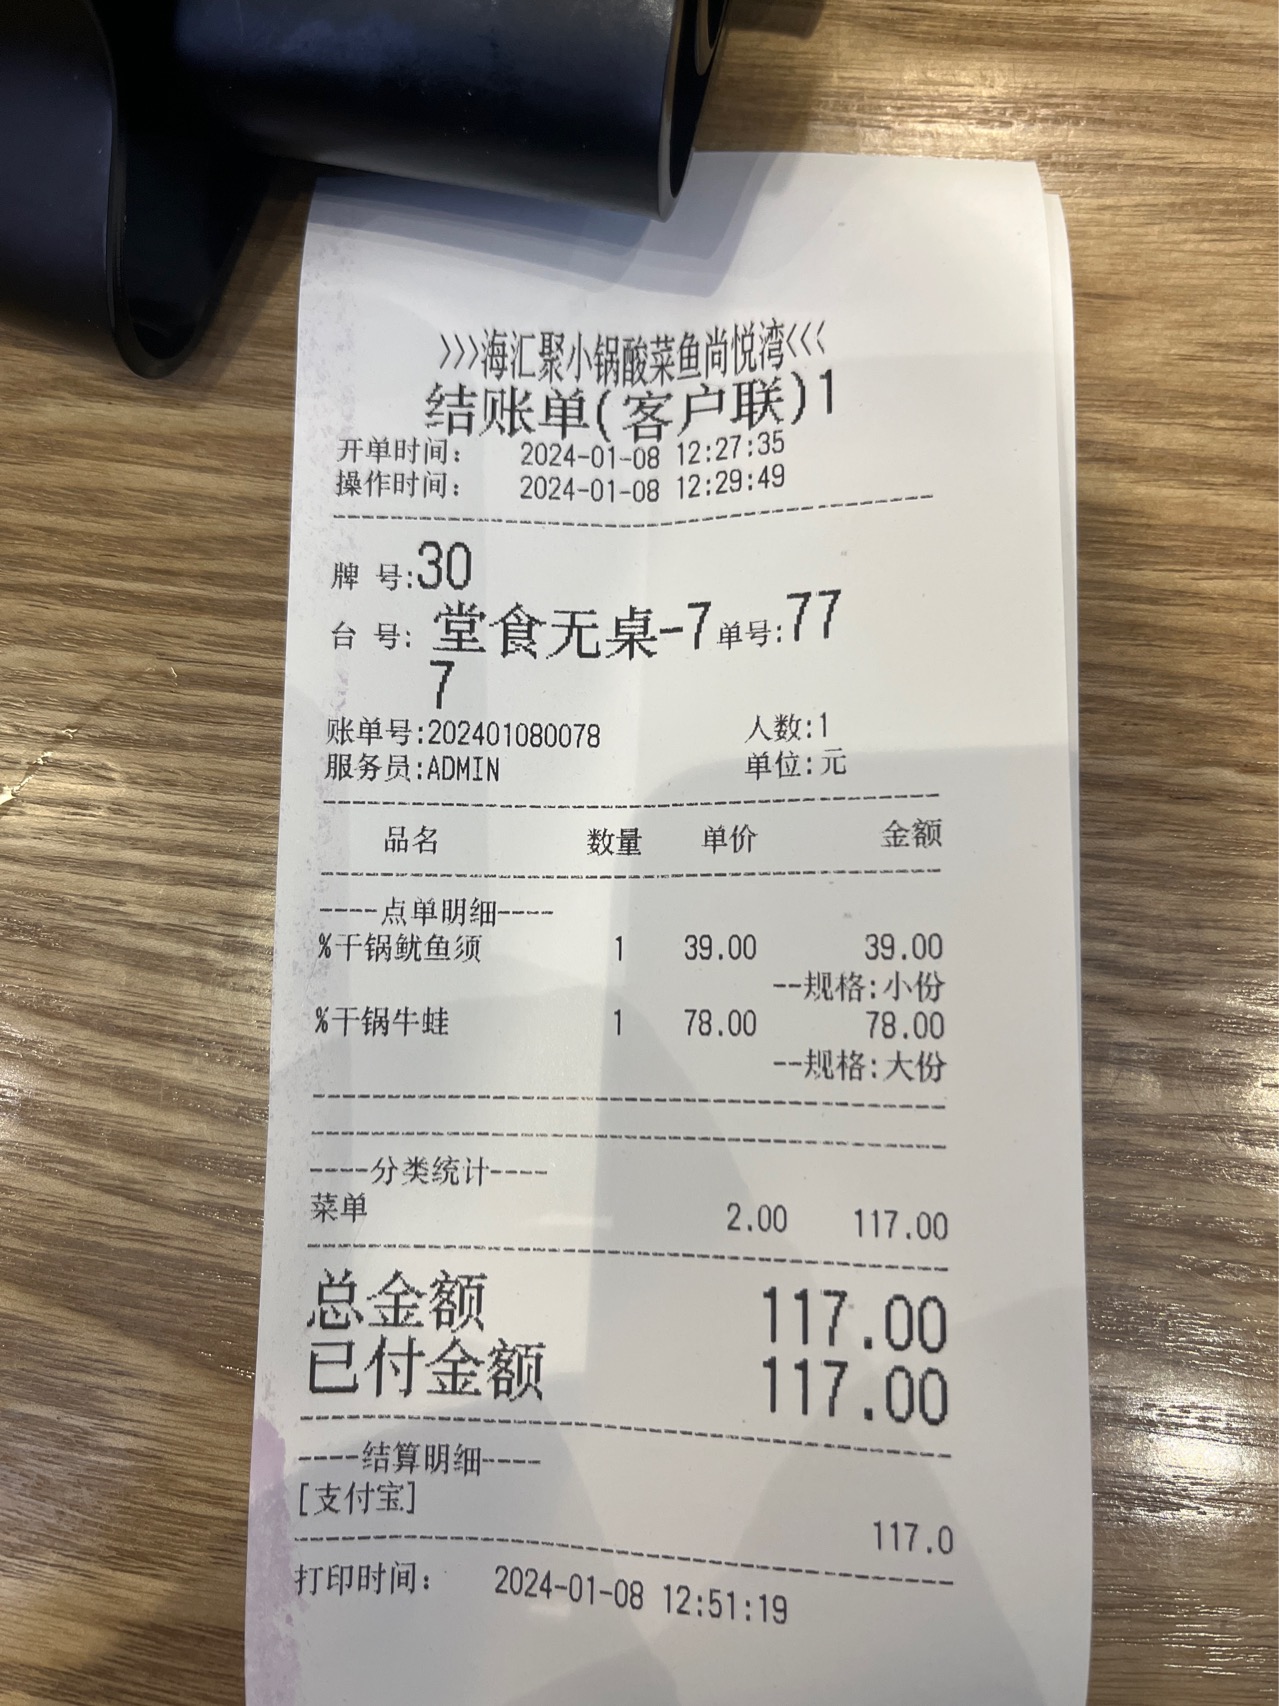 >>>海汇聚小锅酸菜鱼尚悦湾<<<
结账单(客户联)1
开单时间: 2024-01-08 12:27:35
操作时间: 2024-01-08 12:29:49
牌 号:30
台 号: 堂食无桌-7 单号:77
7
账单号:202401080078 人数:1
服务员:ADMIN 单位:元
品名 数量 单价 金额
----点单明细----
%干锅鱿鱼须 1 39.00 39.00
--规格:小份
%干锅牛蛙 1 78.00 78.00
--规格:大份
----分类统计----
菜单 2.00 117.00
总金额 117.00
已付金额 117.00
----结算明细----
[支付宝]
117.0
打印时间: 2024-01-08 12:51:19